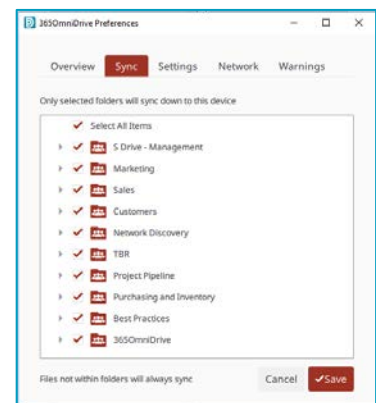 365OmniDrive Preferences
Overview Sync Settings Network Warnings
Only selected folders will sync down to this device
Select All Items
S Drive - Management
Marketing
Sales
Customers
Network Discovery
TBR
Project Pipeline
Purchasing and Inventory
Best Practices
365OmniDrive
Files not within folders will always sync
Cancel Save